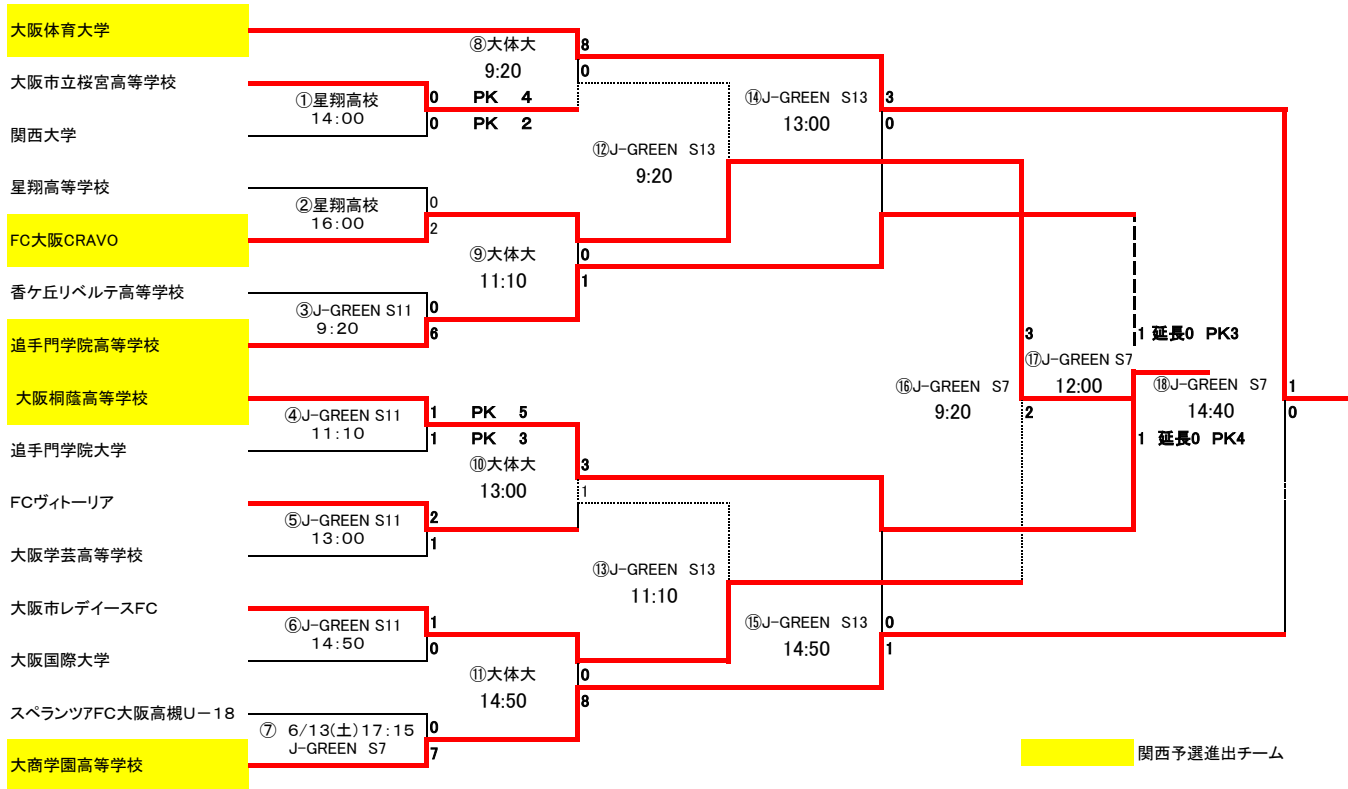 大阪体育大学
⑧大体大
8
9:20
0
大阪市立桜宮高等学校
①星翔高校
14:00
0 PK 4
0 PK 2
⑭J-GREEN S13
3
13:00
0
関西大学
⑫J-GREEN S13
9:20
星翔高等学校
②星翔高校
0
16:00
2
FC大阪CRAVO
⑨大体大
0
11:10
1
香ケ丘リベルテ高等学校
③J-GREEN S11
0
9:20
6
追手門学院高等学校
3
1 延長0 PK3
⑰J-GREEN S7
12:00
⑯J-GREEN S7
9:20
2
⑱J-GREEN S7
1
14:40
0
1 延長0 PK4
大阪桐蔭高等学校
④J-GREEN S11
1 PK 5
11:10
1 PK 3
追手門学院大学
⑩大体大
3
13:00
1
FCヴィトーリア
⑤J-GREEN S11
2
13:00
1
大阪学芸高等学校
⑬J-GREEN S13
11:10
大阪市レデイースFC
⑥J-GREEN S11
1
14:50
0
⑮J-GREEN S13
0
14:50
1
大阪国際大学
⑪大体大
0
14:50
8
スペランツアFC大阪高槻U-18
⑦ 6/13(土)17:15
0
J-GREEN S7
7
大商学園高等学校
関西予選進出チーム